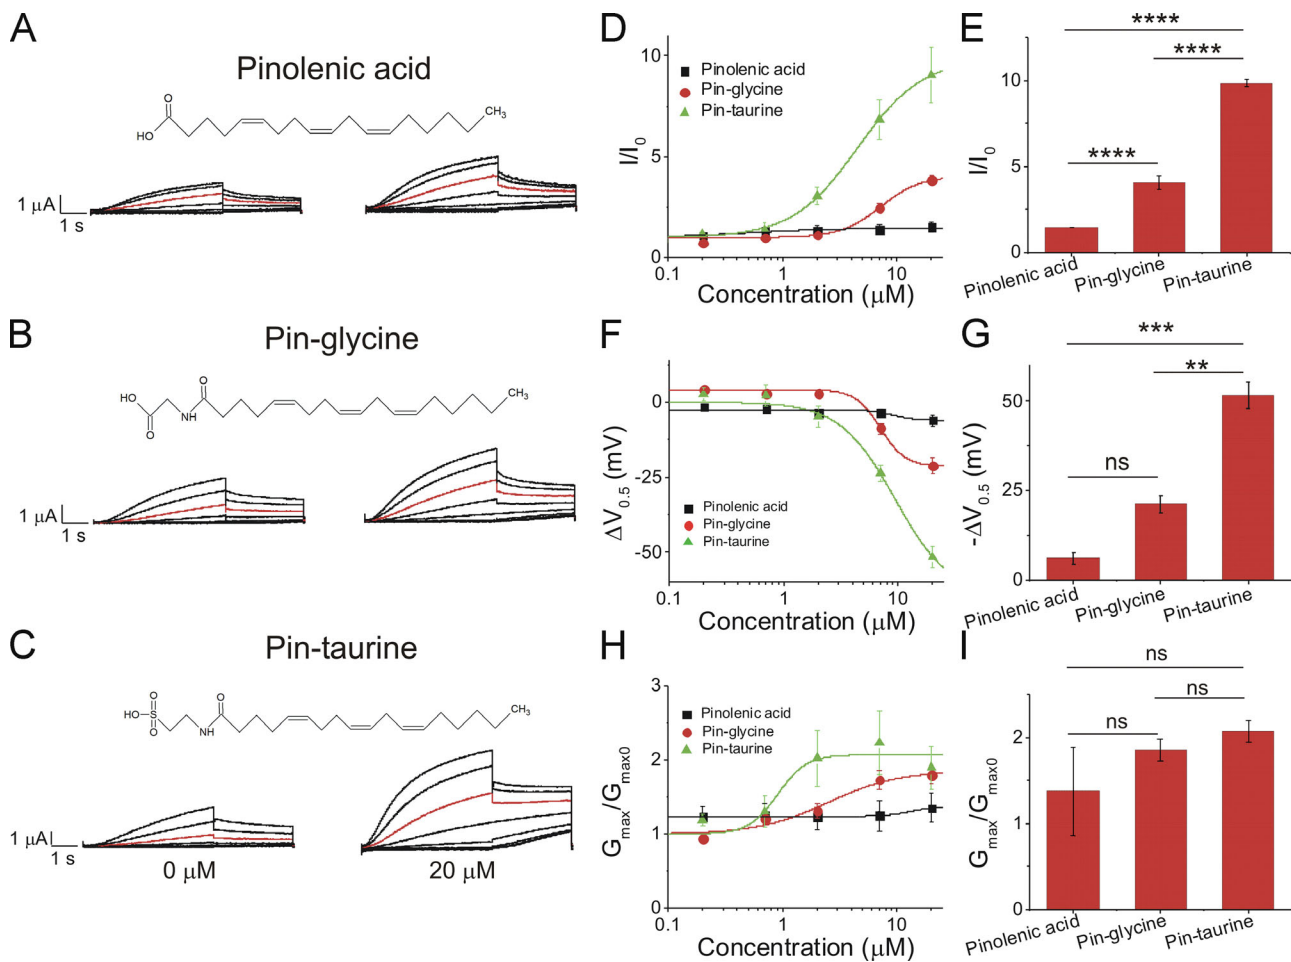 A
Pinolenic acid
O
HO
CH3
1 μA
1 s
B
Pin-glycine
HO
O
NH
O
CH3
1 μA
1 s
C
Pin-taurine
HO
O
S
O
NH
O
CH3
1 μA
1 s
0 μM
20 μM
D
10
5
0
I/I0
Pinolenic acid
Pin-glycine
Pin-taurine
0.1
1
10
Concentration (μM)
E
****
****
****
10
5
0
I/I0
Pinolenic acid
Pin-glycine
Pin-taurine
F
0
-25
-50
ΔV0.5 (mV)
Pinolenic acid
Pin-glycine
Pin-taurine
0.1
1
10
Concentration (μM)
G
***
**
ns
50
25
0
-ΔV0.5 (mV)
Pinolenic acid
Pin-glycine
Pin-taurine
H
3
2
1
0
Gmax/Gmax0
Pinolenic acid
Pin-glycine
Pin-taurine
0.1
1
10
Concentration (μM)
I
ns
ns
ns
2
1
0
Gmax/Gmax0
Pinolenic acid
Pin-glycine
Pin-taurine